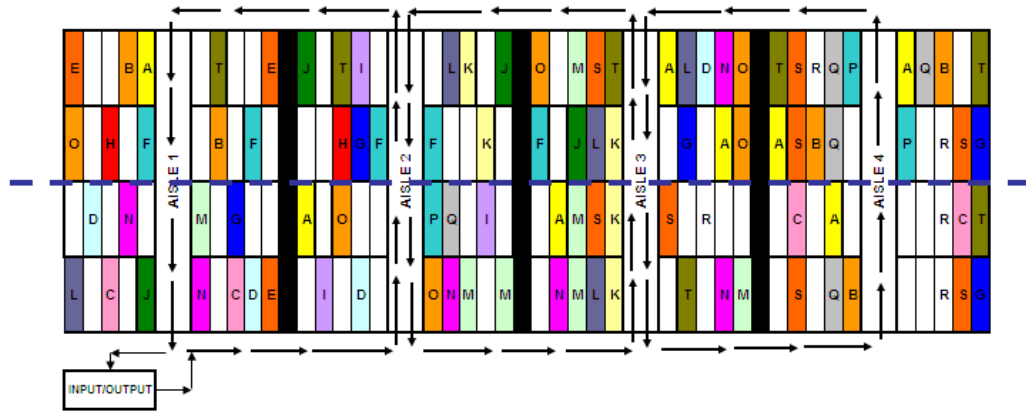 E B A T E J T I L K J O M S T A L D N O T S R Q P A Q B T
O H F B F H G F F K F J L K G A O A S B Q P R S G
AISLE 1 AISLE 2 AISLE 3 AISLE 4
D N M G A O P Q I A M S K S R C A R C T
L C J N C D E I D O N M M N M L K T N M S Q B R S G
INPUT/OUTPUT